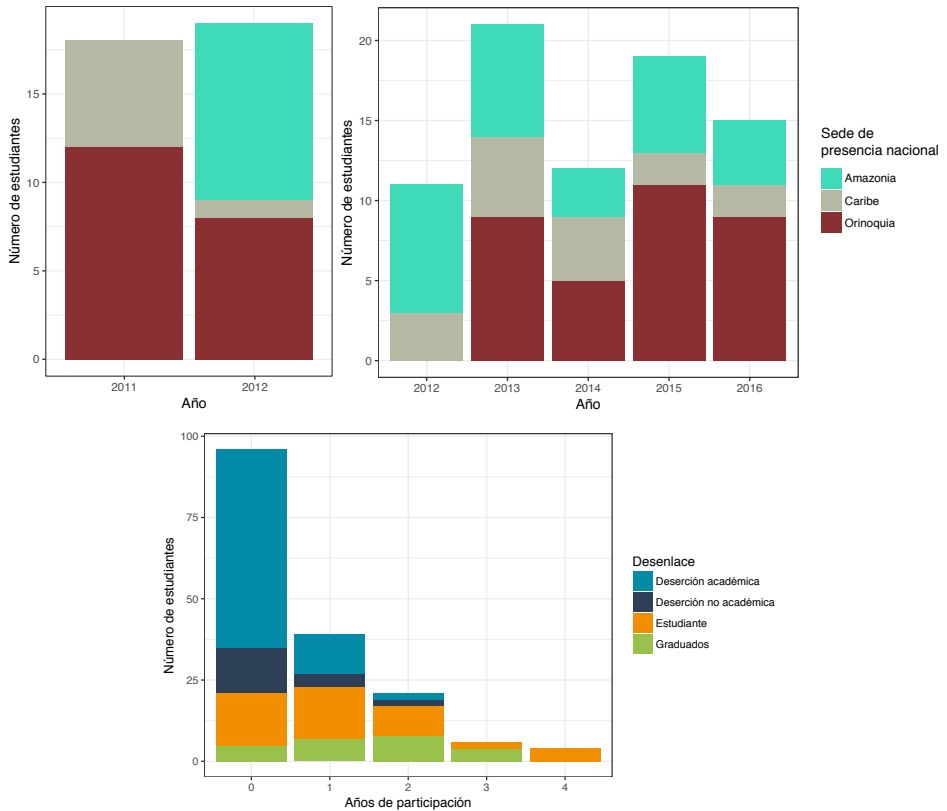 Número de estudiantes
15
10
5
0
2011
2012
Año
Número de estudiantes
20
15
10
5
0
2012
2013
2014
2015
2016
Año
Sede de
presencia nacional
Amazonia
Caribe
Orinoquia
Número de estudiantes
100
75
50
25
0
0
1
2
3
4
Años de participación
Desenlace
Deserción académica
Deserción no académica
Estudiante
Graduados